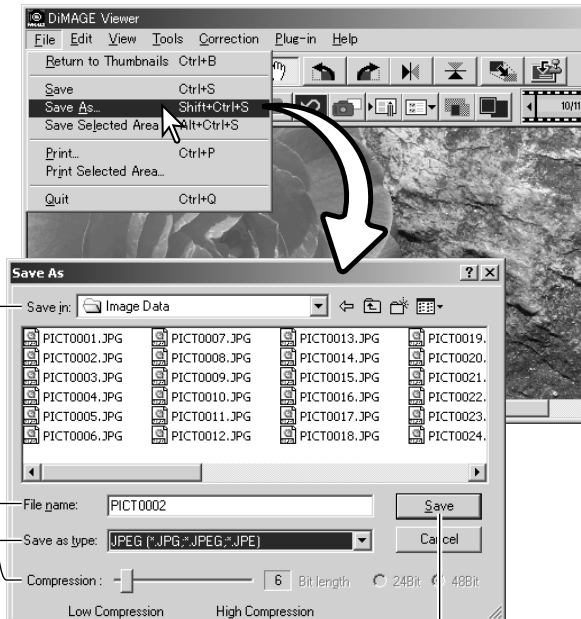 DiMAGE Viewer
File Edit View Tools Correction Plug-in Help
Return to Thumbnails Ctrl+B
Save Ctrl+S
Save As... Shift+Ctrl+S
Save Selected Area Alt+Ctrl+S
Print... Ctrl+P
Print Selected Area...
Quit Ctrl+Q
10/11
Save As
Save in: Image Data
PICT0001.JPG PICT0007.JPG PICT0013.JPG PICT0019.
PICT0002.JPG PICT0008.JPG PICT0014.JPG PICT0020.
PICT0003.JPG PICT0009.JPG PICT0015.JPG PICT0021.
PICT0004.JPG PICT0010.JPG PICT0016.JPG PICT0022.
PICT0005.JPG PICT0011.JPG PICT0017.JPG PICT0023.
PICT0006.JPG PICT0012.JPG PICT0018.JPG PICT0024.
File name: PICT0002 Save
Save as type: JPEG (*.JPG;*.JPEG;*.JPE) Cancel
Compression : 6 Bit length 24Bit 48Bit
Low Compression High Compression